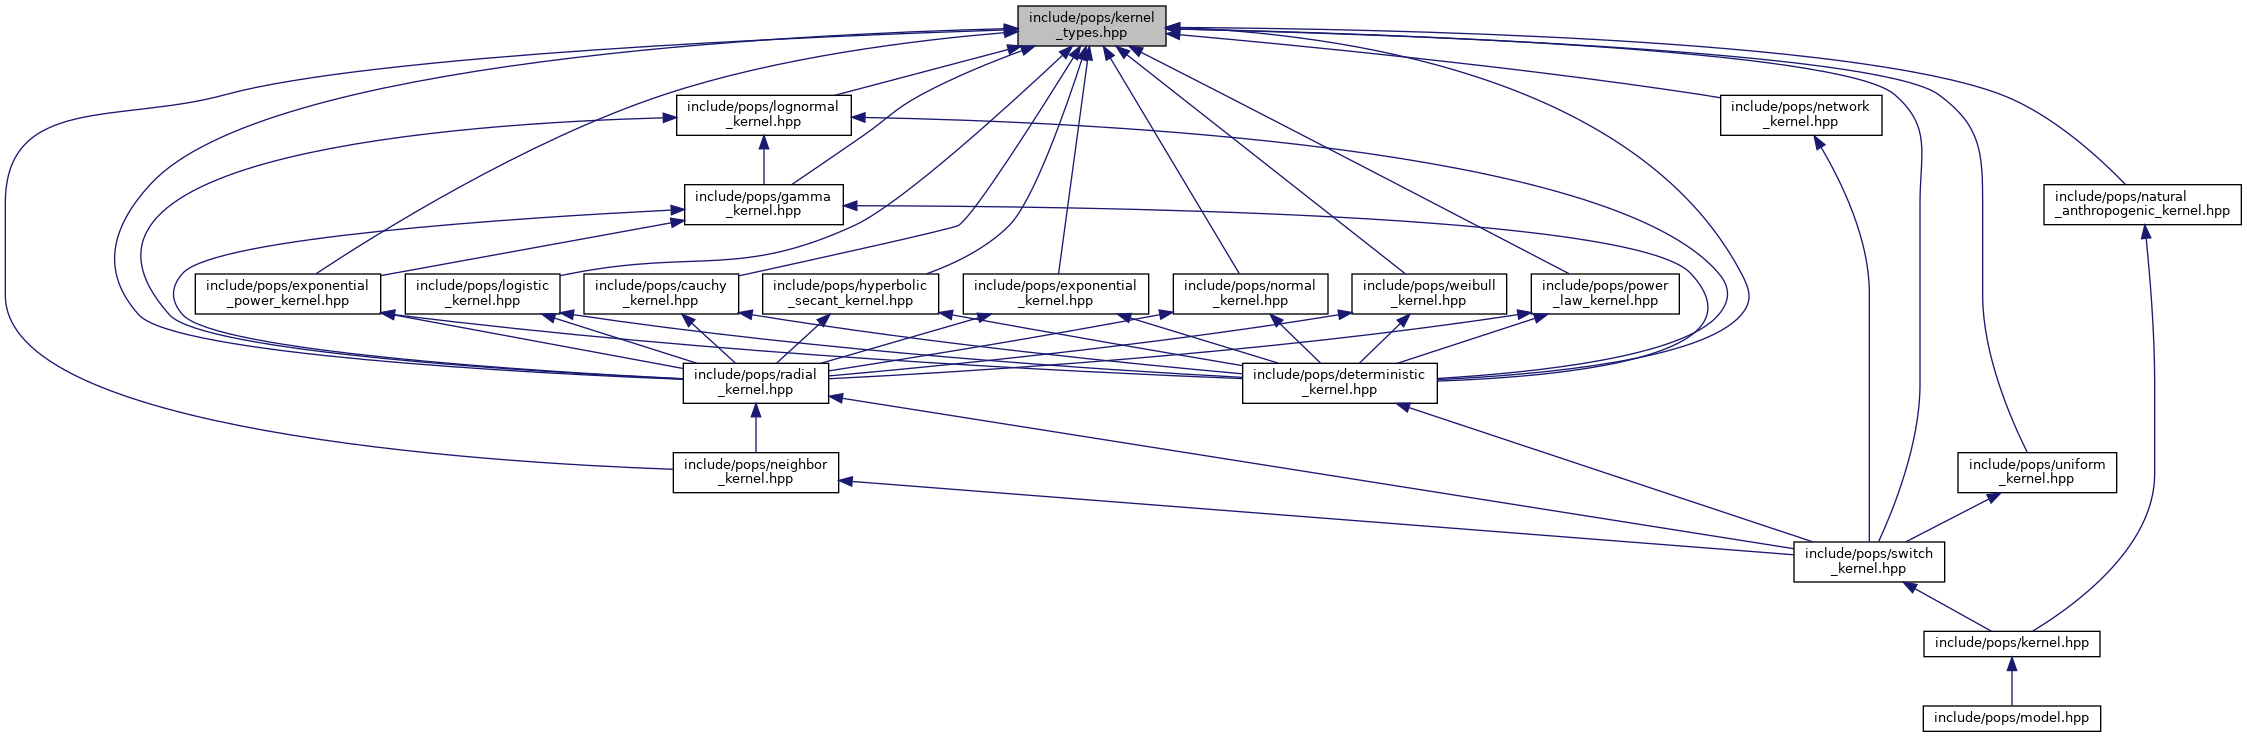 include/pops/kernel
_types.hpp
include/pops/lognormal
_kernel.hpp
include/pops/network
_kernel.hpp
include/pops/gamma
_kernel.hpp
include/pops/natural
_anthropogenic_kernel.hpp
include/pops/exponential
_power_kernel.hpp
include/pops/logistic
_kernel.hpp
include/pops/cauchy
_kernel.hpp
include/pops/hyperbolic
_secant_kernel.hpp
include/pops/exponential
_kernel.hpp
include/pops/normal
_kernel.hpp
include/pops/weibull
_kernel.hpp
include/pops/power
_law_kernel.hpp
include/pops/radial
_kernel.hpp
include/pops/deterministic
_kernel.hpp
include/pops/neighbor
_kernel.hpp
include/pops/uniform
_kernel.hpp
include/pops/switch
_kernel.hpp
include/pops/kernel.hpp
include/pops/model.hpp